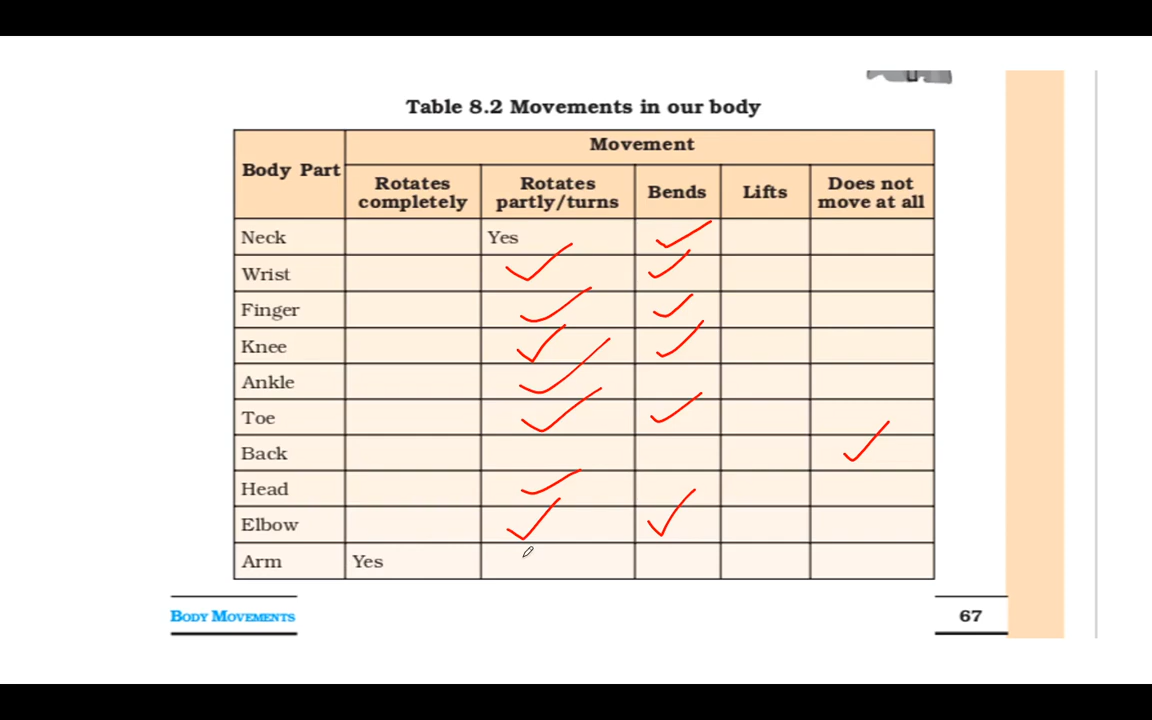 Table 8.2 Movements in our body
Body Part
Movement
Rotates completely
Rotates partly/turns
Bends
Lifts
Does not move at all
Neck Yes ✓
Wrist ✓ ✓
Finger ✓ ✓
Knee ✓ ✓
Ankle ✓
Toe ✓ ✓
Back ✓
Head ✓
Elbow ✓ ✓
Arm Yes
BODY MOVEMENTS
67